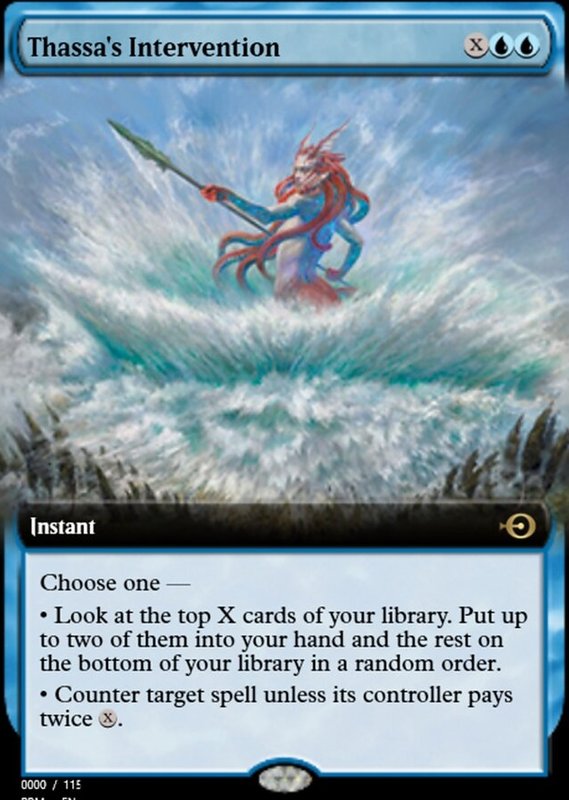 Thassa's Intervention
X
Instant
Choose one —
• Look at the top X cards of your library. Put up
to two of them into your hand and the rest on
the bottom of your library in a random order.
• Counter target spell unless its controller pays
twice X.
0000 / 115